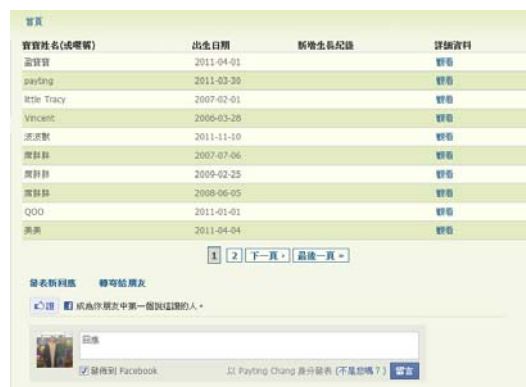 首頁
寶寶姓名(或暱稱) 出生日期 新增生長紀錄 詳細資料
盈寶寶 2011-04-01 觀看
payting 2011-03-30 觀看
little Tracy 2007-02-01 觀看
Vincent 2006-03-28 觀看
2011-11-10 觀看
2007-07-06 觀看
2009-02-25 觀看
2008-06-05 觀看
QOO 2011-01-01 觀看
美美 2011-04-04 觀看
1 2 下一頁 › 最後一頁 »
發表新回應 轉寄給朋友
讚 成為你朋友中第一個說這讚的人。
回應
發佈到 Facebook 以 Payting Chang 身分發表 (不是您嗎？) 留言